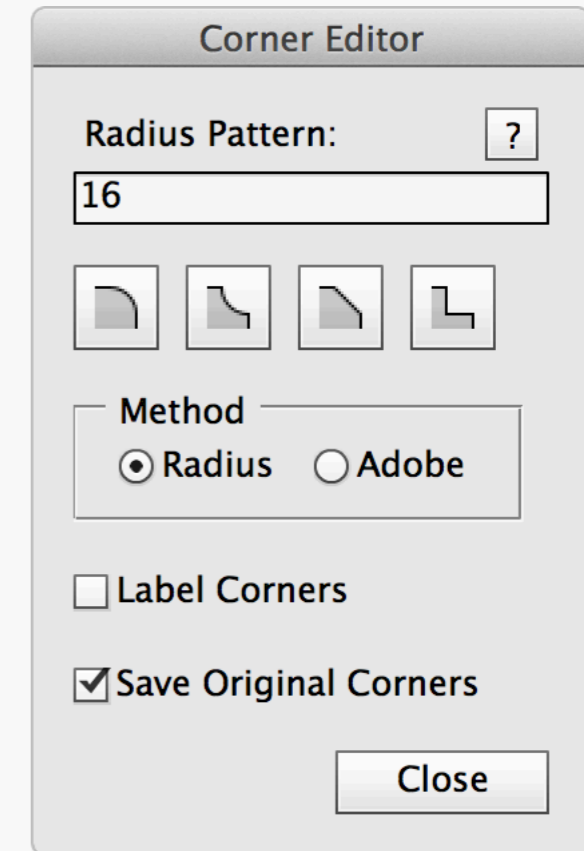 Corner Editor
Radius Pattern: ?
16
Method
Radius Adobe
Label Corners
Save Original Corners
Close